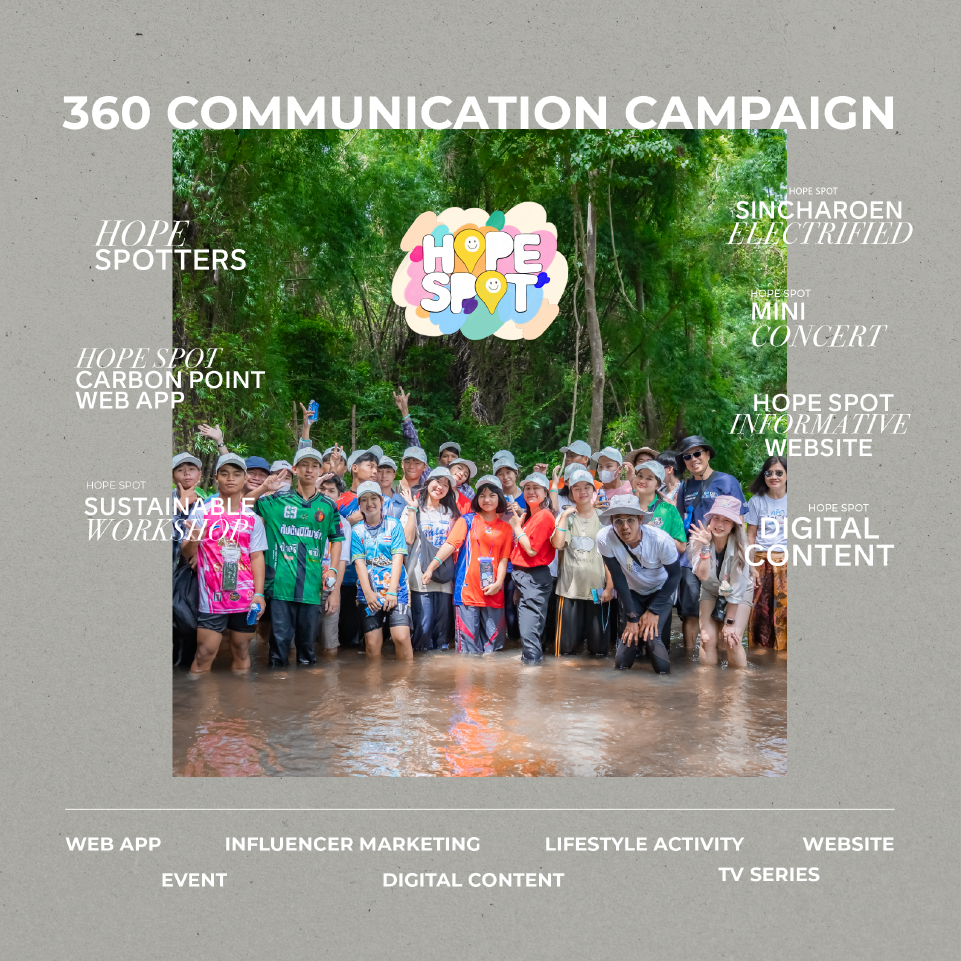 360 COMMUNICATION CAMPAIGN
HOPE
SPOT
HOPE
SPOTTERS
HOPE SPOT
CARBON POINT
WEB APP
HOPE SPOT
SUSTAINABLE
WORKSHOP
HOPE SPOT
SINCHAROEN
ELECTRIFIED
HOPE SPOT
MINI
CONCERT
HOPE SPOT
INFORMATIVE
WEBSITE
HOPE SPOT
DIGITAL
CONTENT
WEB APP
INFLUENCER MARKETING
LIFESTYLE ACTIVITY
WEBSITE
EVENT
DIGITAL CONTENT
TV SERIES